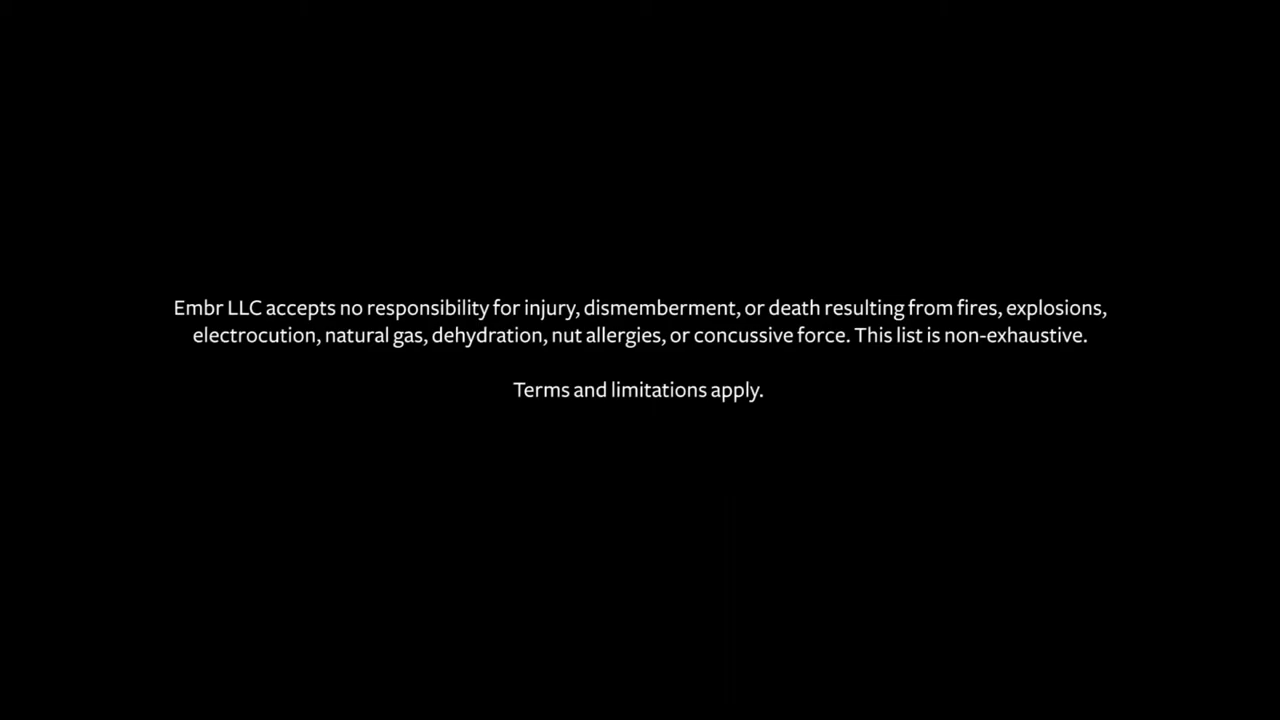 Embr LLC accepts no responsibility for injury, dismemberment, or death resulting from fires, explosions,
electrocution, natural gas, dehydration, nut allergies, or concussive force. This list is non-exhaustive.
Terms and limitations apply.